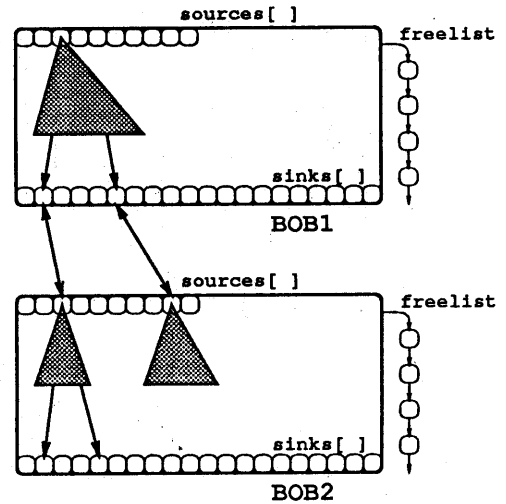 sources[ ]
freelist
sinks[ ]
BOB1
sources[ ]
freelist
sinks[ ]
BOB2